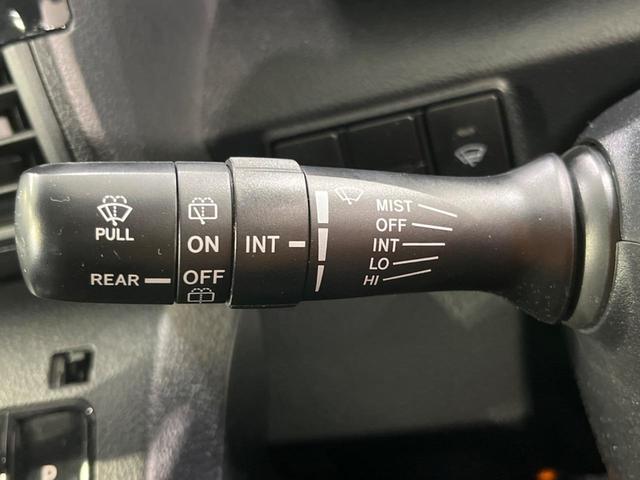 PULL
REAR
ON
OFF
INT
MIST
OFF
INT
LO
HI
P